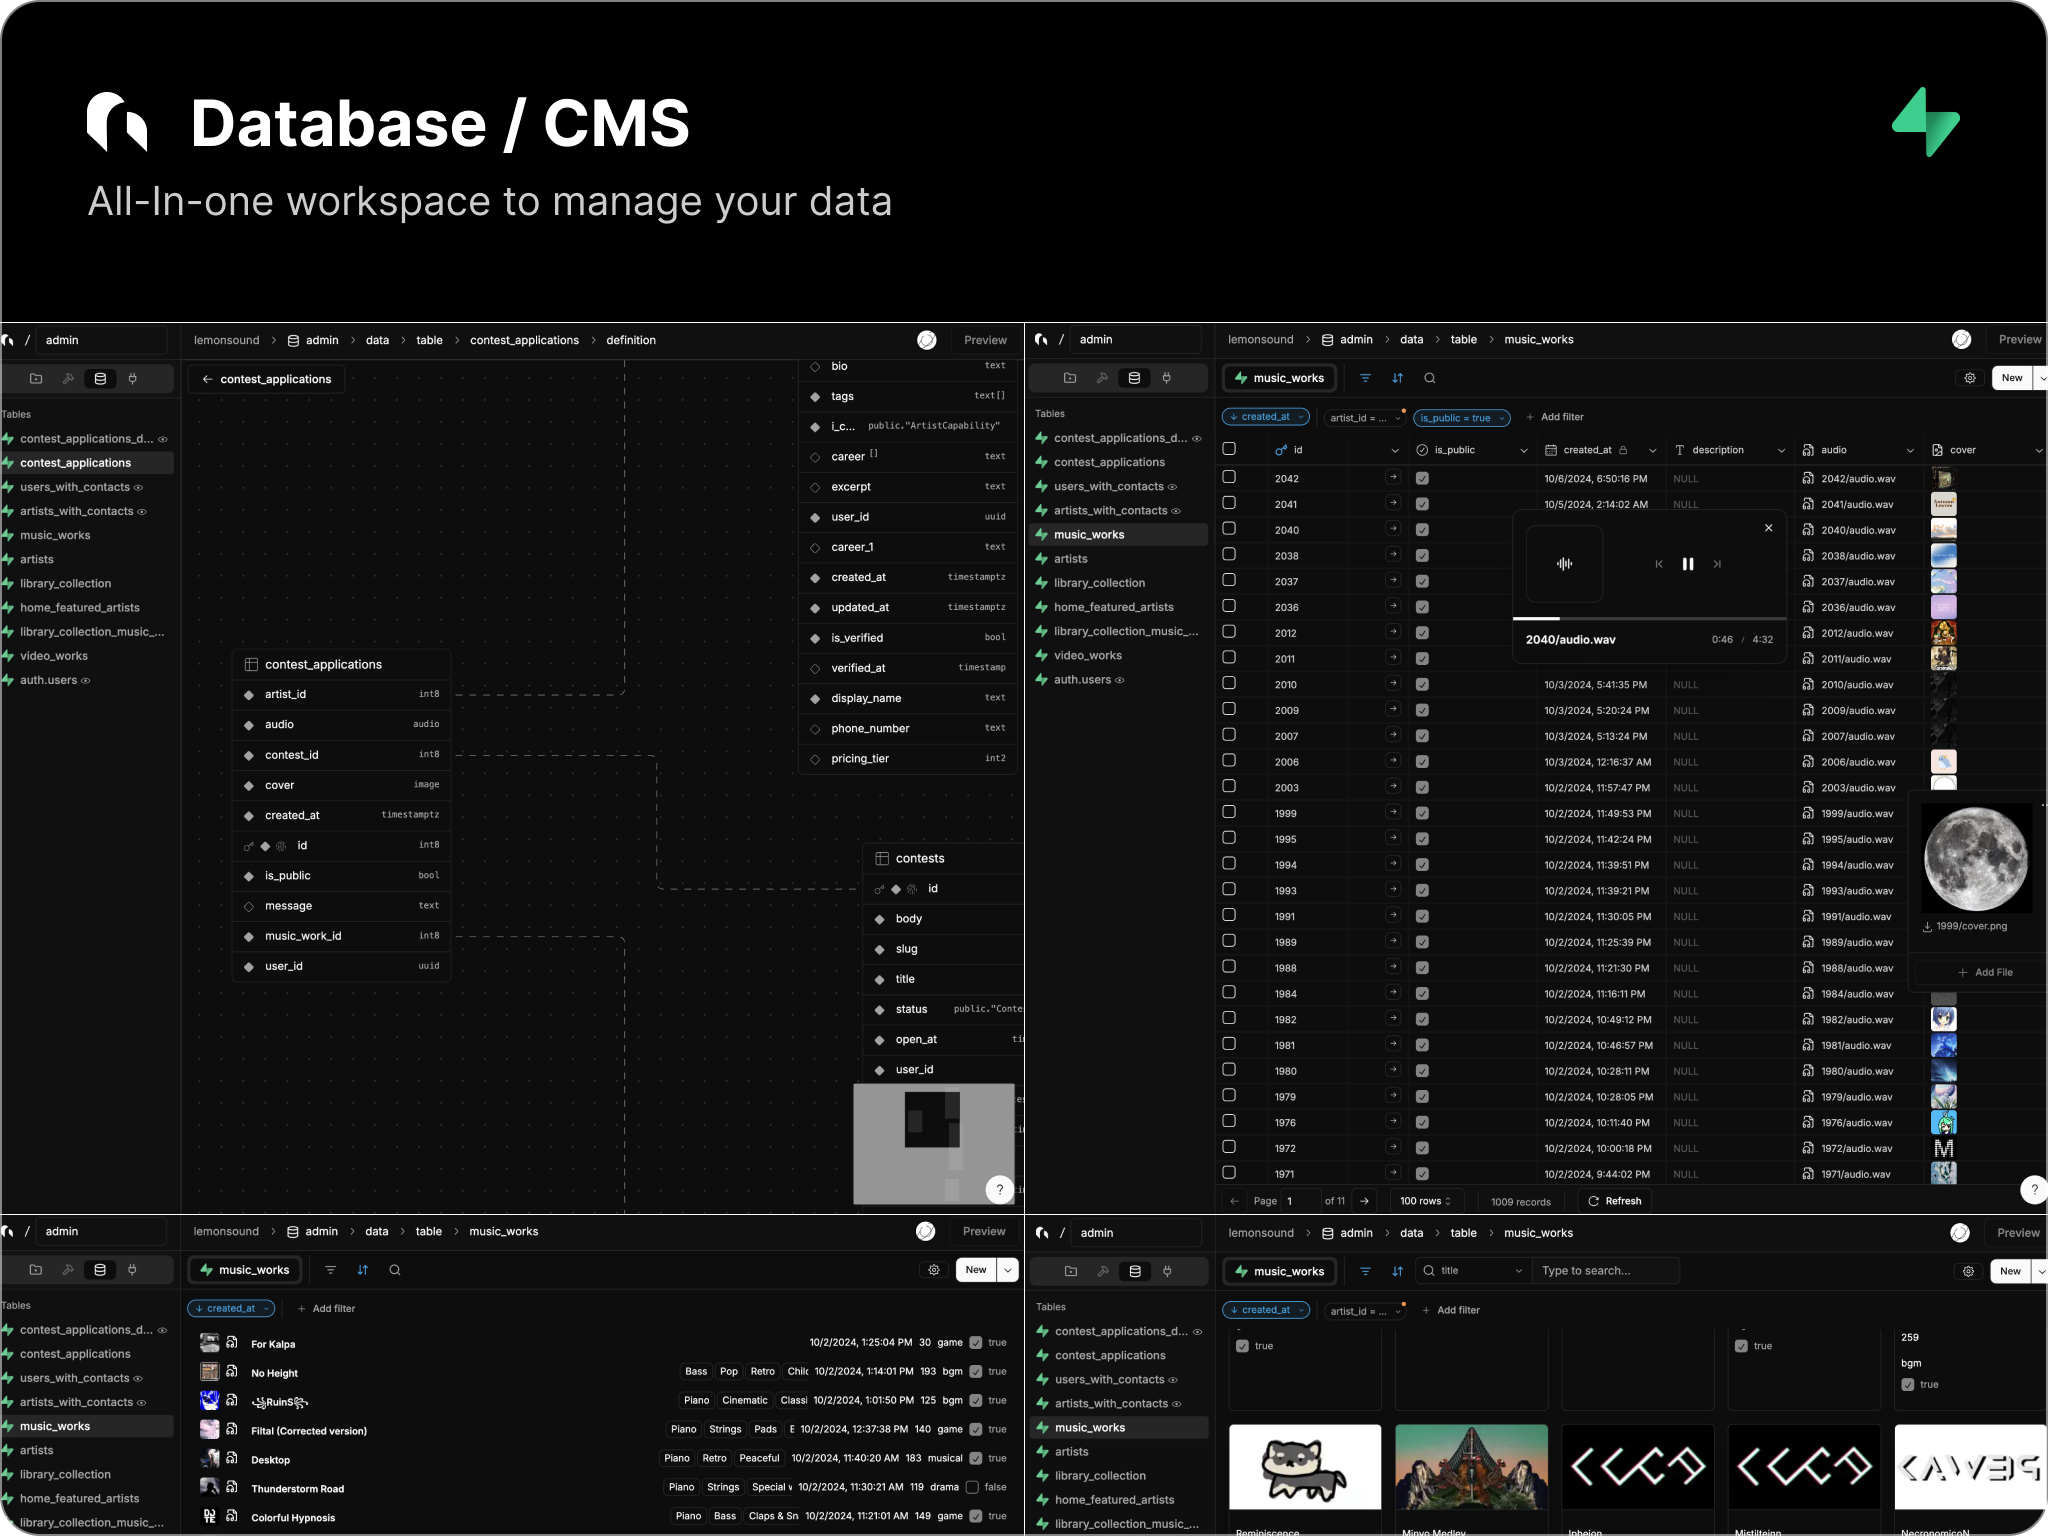 Database / CMS
All-In-one workspace to manage your data
/ admin
lemonsound > admin > data > table > contest_applications > definition
Preview
← contest_applications
Tables
contest_applications_d...
contest_applications
users_with_contacts
artists_with_contacts
music_works
artists
library_collection
home_featured_artists
library_collection_music_...
video_works
auth.users
bio text
tags text[]
i_c... public."ArtistCapability"
career [] text
excerpt text
user_id uuid
career_1 text
created_at timestamptz
updated_at timestamptz
is_verified bool
verified_at timestamp
display_name text
phone_number text
pricing_tier int2
contest_applications
artist_id int8
audio audio
contest_id int8
cover image
created_at timestamptz
id int8
is_public bool
message text
music_work_id int8
user_id uuid
contests
id
body
slug
title
status public."Conte
open_at
user_id
?
/ admin
lemonsound > admin > data > table > music_works
Preview
music_works
New
Tables
contest_applications_d...
contest_applications
users_with_contacts
artists_with_contacts
music_works
artists
library_collection
home_featured_artists
library_collection_music_...
video_works
auth.users
↓ created_at artist_id = ... is_public = true + Add filter
id is_public created_at description audio cover
2042 10/6/2024, 6:50:16 PM NULL 2042/audio.wav
2041 10/5/2024, 2:14:02 AM NULL 2041/audio.wav
2040 2040/audio.wav
2038 2038/audio.wav
2037 2037/audio.wav
2036 2036/audio.wav
2012 2012/audio.wav
2011 2011/audio.wav
2010 10/3/2024, 5:41:35 PM NULL 2010/audio.wav
2009 10/3/2024, 5:20:24 PM NULL 2009/audio.wav
2007 10/3/2024, 5:13:24 PM NULL 2007/audio.wav
2006 10/3/2024, 12:16:37 AM NULL 2006/audio.wav
2003 10/2/2024, 11:57:47 PM NULL 2003/audio.wav
1999 10/2/2024, 11:49:53 PM NULL 1999/audio.wav
1995 10/2/2024, 11:42:24 PM NULL 1995/audio.wav
1994 10/2/2024, 11:39:51 PM NULL 1994/audio.wav
1993 10/2/2024, 11:39:21 PM NULL 1993/audio.wav
1991 10/2/2024, 11:30:05 PM NULL 1991/audio.wav
1989 10/2/2024, 11:25:39 PM NULL 1989/audio.wav
1988 10/2/2024, 11:21:30 PM NULL 1988/audio.wav
1984 10/2/2024, 11:16:11 PM NULL 1984/audio.wav
1982 10/2/2024, 10:49:12 PM NULL 1982/audio.wav
1981 10/2/2024, 10:46:57 PM NULL 1981/audio.wav
1980 10/2/2024, 10:28:11 PM NULL 1980/audio.wav
1979 10/2/2024, 10:28:05 PM NULL 1979/audio.wav
1976 10/2/2024, 10:11:40 PM NULL 1976/audio.wav
1972 10/2/2024, 10:00:18 PM NULL 1972/audio.wav
1971 10/2/2024, 9:44:02 PM NULL 1971/audio.wav
2040/audio.wav 0:46 / 4:32
1999/cover.png
+ Add File
← Page 1 of 11 → 100 rows 1009 records Refresh
?
/ admin
lemonsound > admin > data > table > music_works
Preview
music_works
New
Tables
contest_applications_d...
contest_applications
users_with_contacts
artists_with_contacts
music_works
artists
library_collection
home_featured_artists
library_collection_music_...
↓ created_at + Add filter
For Kalpa 10/2/2024, 1:25:04 PM 30 game true
No Height Bass Pop Retro Chilc 10/2/2024, 1:14:01 PM 193 bgm true
꧁RuinS꧂ Piano Cinematic Classi 10/2/2024, 1:01:50 PM 125 bgm true
Filtal (Corrected version) Piano Strings Pads E 10/2/2024, 12:37:38 PM 140 game true
Desktop Piano Retro Peaceful 10/2/2024, 11:40:20 AM 183 musical true
Thunderstorm Road Piano Strings Special 10/2/2024, 11:30:21 AM 119 drama false
Colorful Hypnosis Piano Bass Claps & Sn 10/2/2024, 11:21:01 AM 149 game true
/ admin
lemonsound > admin > data > table > music_works
Preview
music_works
title Type to search...
New
Tables
contest_applications_d...
contest_applications
users_with_contacts
artists_with_contacts
music_works
artists
library_collection
home_featured_artists
library_collection_music_...
↓ created_at artist_id = ... + Add filter
true
true
259
bgm
true
Reminiscence Minyo Medley Ipheion Mistilteinn NecronomicoN